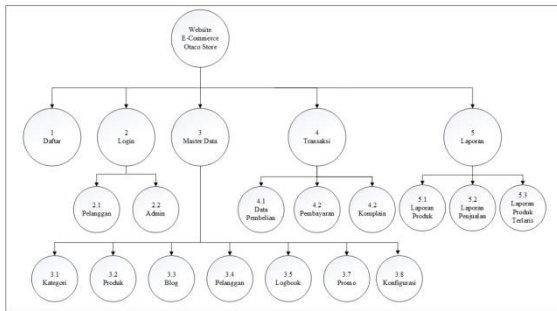 Website
E-Commerce
Otaco Store
1
Daftar
2
Login
3
Master Data
4
Transaksi
5
Laporan
2.1
Pelanggan
2.2
Admin
4.1
Data
Pembelian
4.2
Pembayaran
4.2
Komplain
5.1
Laporan
Produk
5.2
Laporan
Penjualan
5.3
Laporan
Produk
Terlaris
3.1
Kategori
3.2
Produk
3.3
Blog
3.4
Pelanggan
3.5
Logbook
3.7
Promo
3.8
Konfigurasi